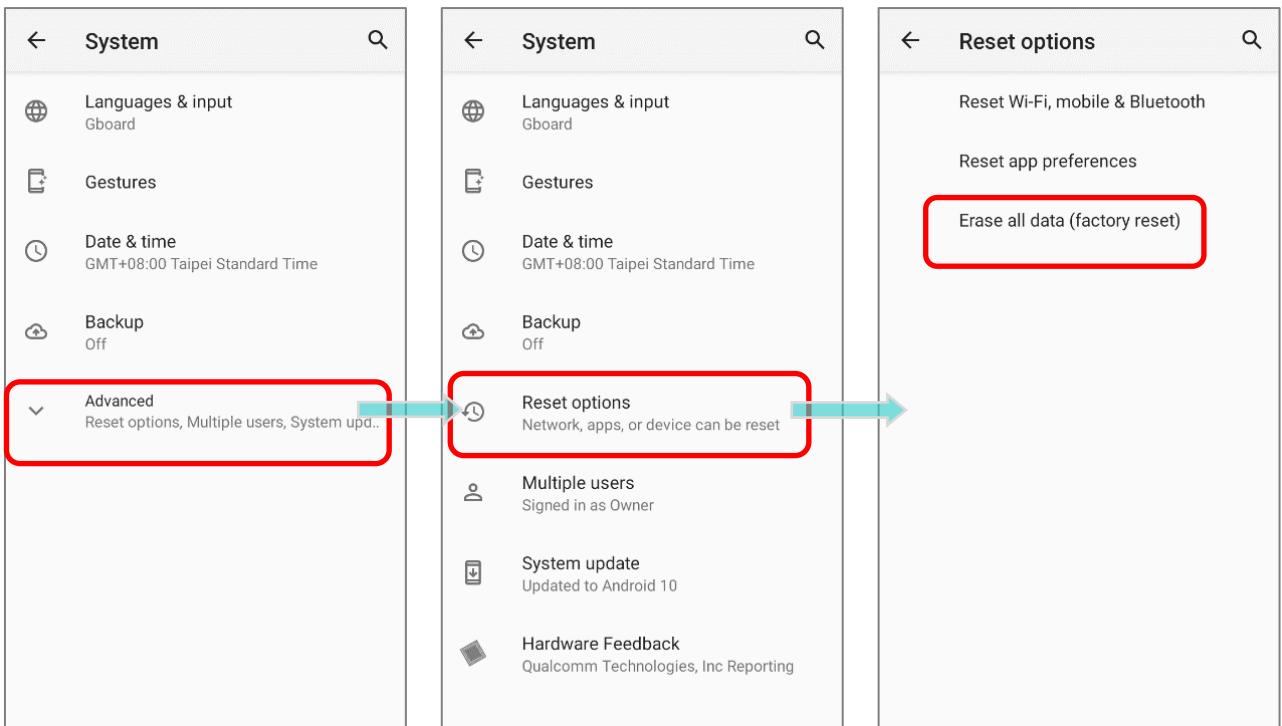 System
Languages & input
Gboard
Gestures
Date & time
GMT+08:00 Taipei Standard Time
Backup
Off
Advanced
Reset options, Multiple users, System upd..
System
Languages & input
Gboard
Gestures
Date & time
GMT+08:00 Taipei Standard Time
Backup
Off
Reset options
Network, apps, or device can be reset
Multiple users
Signed in as Owner
System update
Updated to Android 10
Hardware Feedback
Qualcomm Technologies, Inc Reporting
Reset options
Reset Wi-Fi, mobile & Bluetooth
Reset app preferences
Erase all data (factory reset)